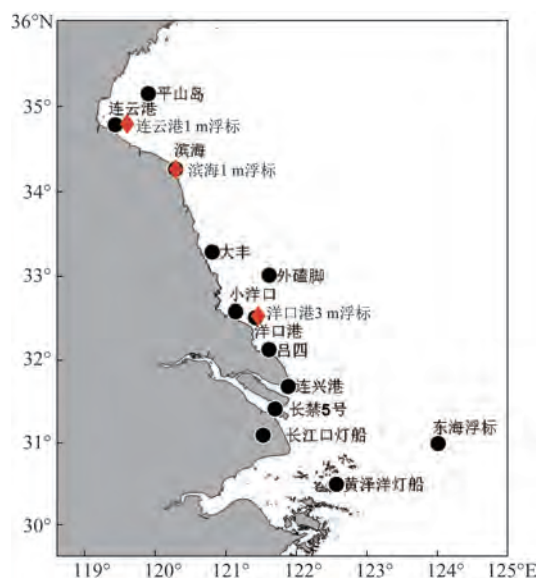 36°N
平山岛
35°
连云港
连云港1 m浮标
滨海
滨海1 m浮标
34°
大丰
33°
外磕脚
小洋口
洋口港3 m浮标
洋口港
吕四
32°
连兴港
长禁5号
长江口灯船
东海浮标
31°
黄泽洋灯船
30°
119° 120° 121° 122° 123° 124° 125°E